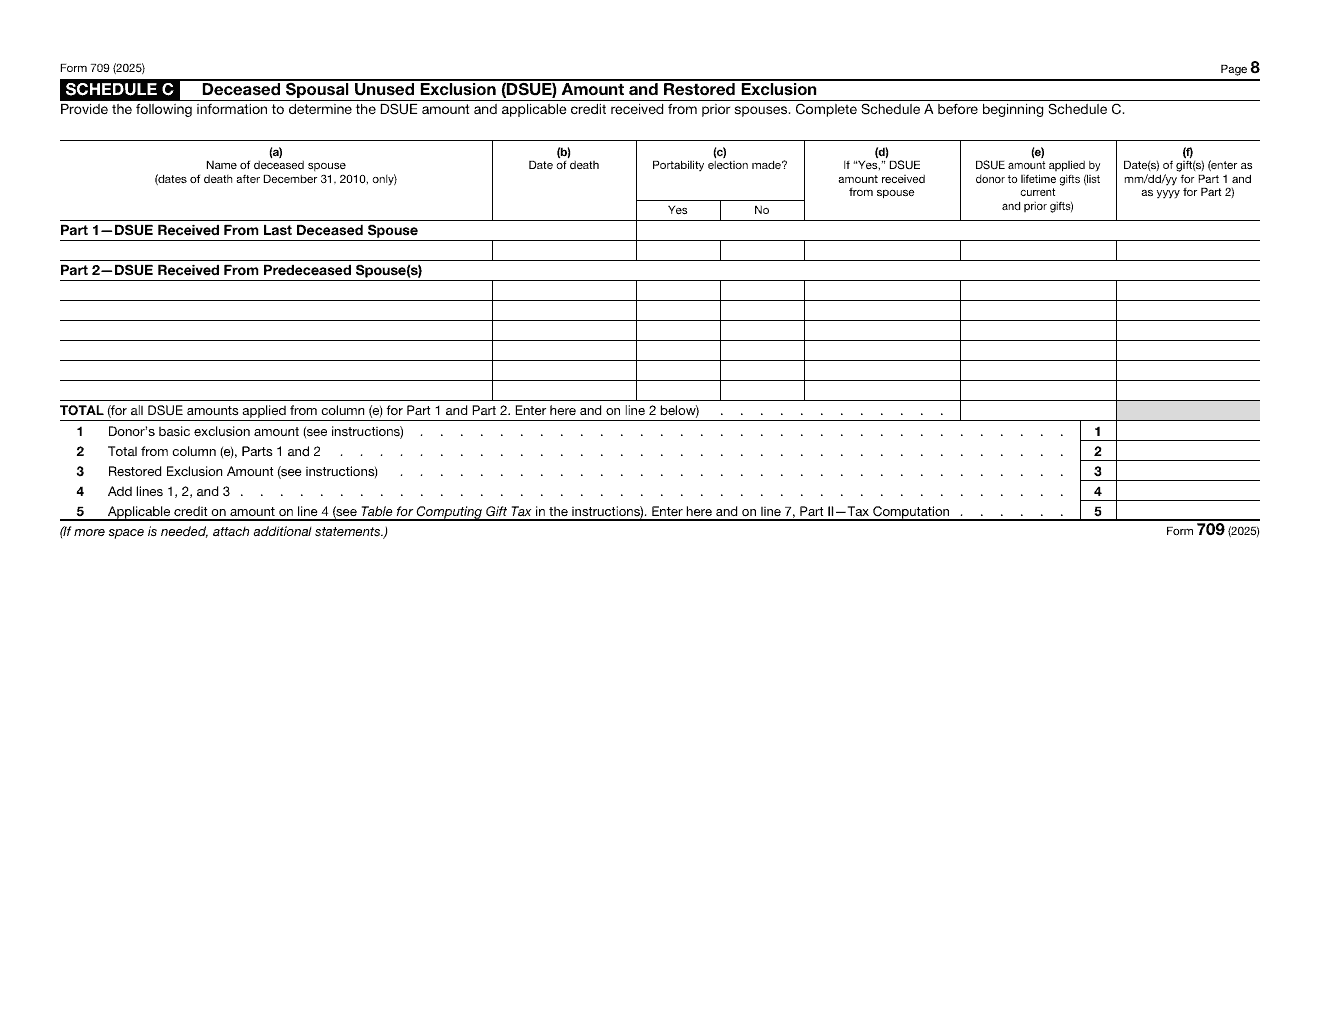 Form 709 (2025) Page 8
SCHEDULE C Deceased Spousal Unused Exclusion (DSUE) Amount and Restored Exclusion
Provide the following information to determine the DSUE amount and applicable credit received from prior spouses. Complete Schedule A before beginning Schedule C.
(a)
Name of deceased spouse
(dates of death after December 31, 2010, only)
(b)
Date of death
(c)
Portability election made?
Yes No
(d)
If “Yes,” DSUE
amount received
from spouse
(e)
DSUE amount applied by
donor to lifetime gifts (list
current
and prior gifts)
(f)
Date(s) of gift(s) (enter as
mm/dd/yy for Part 1 and
as yyyy for Part 2)
Part 1—DSUE Received From Last Deceased Spouse
Part 2—DSUE Received From Predeceased Spouse(s)
TOTAL (for all DSUE amounts applied from column (e) for Part 1 and Part 2. Enter here and on line 2 below) . . . . . . . . . . . .
1 Donor’s basic exclusion amount (see instructions) . . . . . . . . . . . . . . . . . . . . . . . . . . . . . . . . . 1
2 Total from column (e), Parts 1 and 2 . . . . . . . . . . . . . . . . . . . . . . . . . . . . . . . . . . . . . 2
3 Restored Exclusion Amount (see instructions) . . . . . . . . . . . . . . . . . . . . . . . . . . . . . . . . . . 3
4 Add lines 1, 2, and 3 . . . . . . . . . . . . . . . . . . . . . . . . . . . . . . . . . . . . . . . . . . 4
5 Applicable credit on amount on line 4 (see Table for Computing Gift Tax in the instructions). Enter here and on line 7, Part II—Tax Computation . . . . . . 5
(If more space is needed, attach additional statements.) Form 709 (2025)